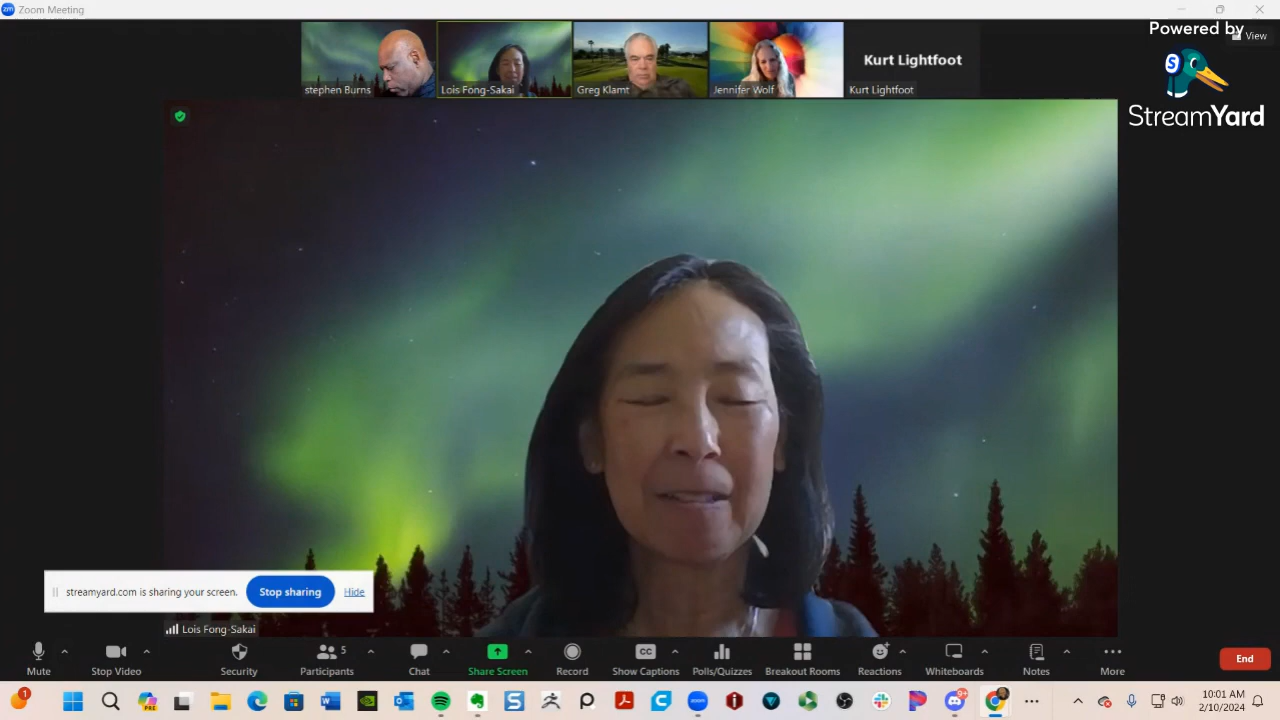 Zoom Meeting
Powered by
View
StreamYard
stephen Burns
Lois Fong-Sakai
Greg Klamt
Jennifer Wolf
Kurt Lightfoot
Kurt Lightfoot
streamyard.com is sharing your screen.
Stop sharing
Hide
Lois Fong-Sakai
5
Mute
Stop Video
Security
Participants
Chat
Share Screen
Record
CC
Show Captions
Polls/Quizzes
Breakout Rooms
Reactions
Whiteboards
Notes
More
End
1
PRE
9+
10:01 AM
2/10/2024